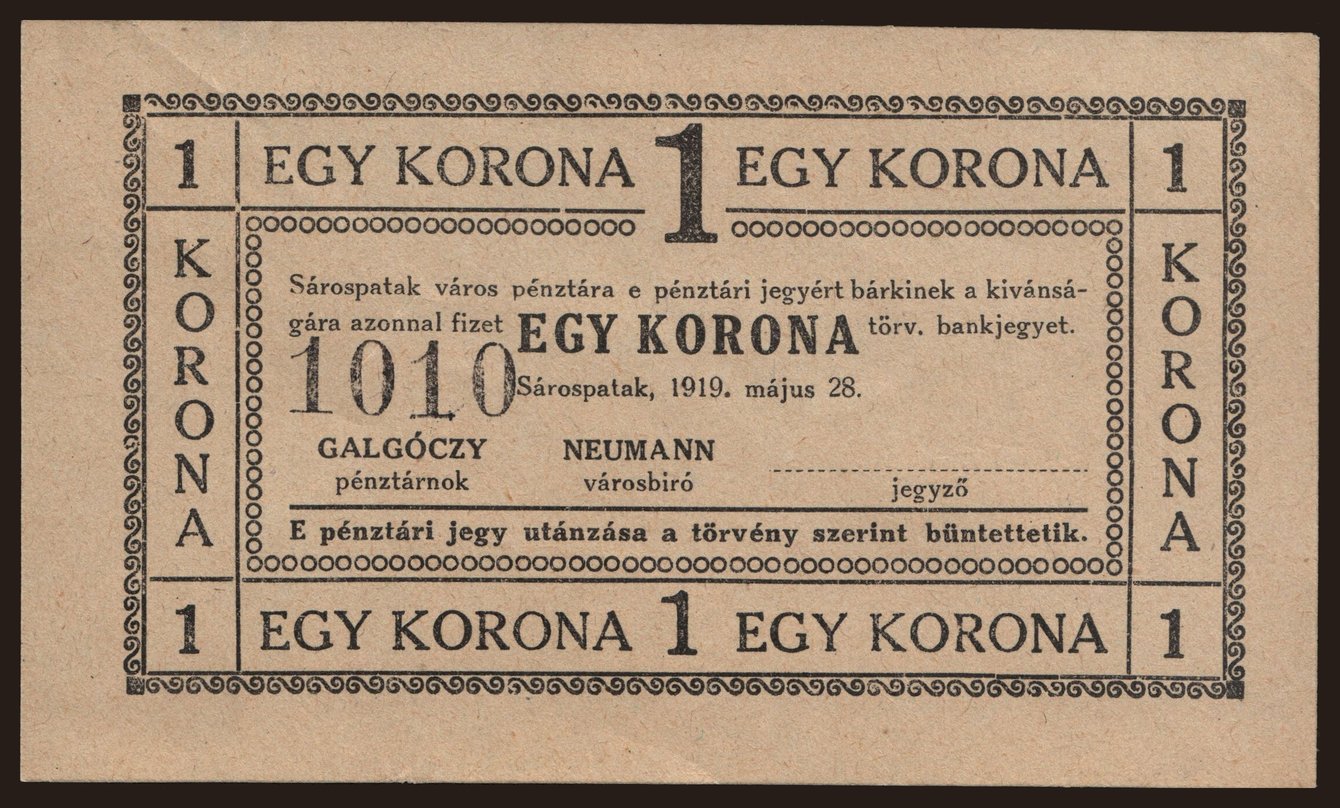 1 EGY KORONA 1 EGY KORONA 1
KORONA
Sárospatak város pénztára e pénztári jegyért bárkinek a kivánsá-
gára azonnal fizet EGY KORONA törv. bankjegyet.
1010
Sárospatak, 1919. május 28.
GALGÓCZY NEUMANN
pénztárnok városbiró jegyző
E pénztári jegy utánzása a törvény szerint büntettetik.
KORONA
1 EGY KORONA 1 EGY KORONA 1